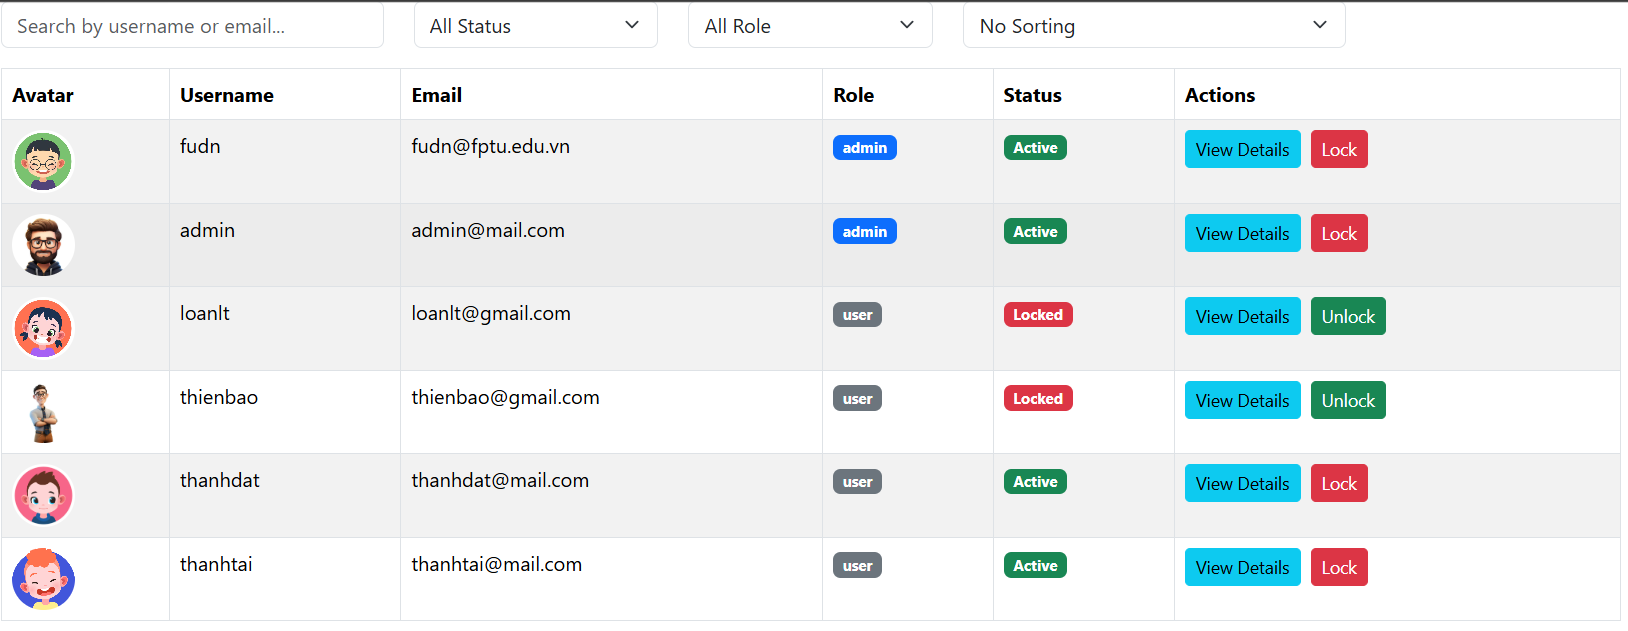 Search by username or email... All Status All Role No Sorting
Avatar Username Email Role Status Actions
fudn fudn@fptu.edu.vn admin Active View Details Lock
admin admin@mail.com admin Active View Details Lock
loanlt loanlt@gmail.com user Locked View Details Unlock
thienbao thienbao@gmail.com user Locked View Details Unlock
thanhdat thanhdat@mail.com user Active View Details Lock
thanhtai thanhtai@mail.com user Active View Details Lock